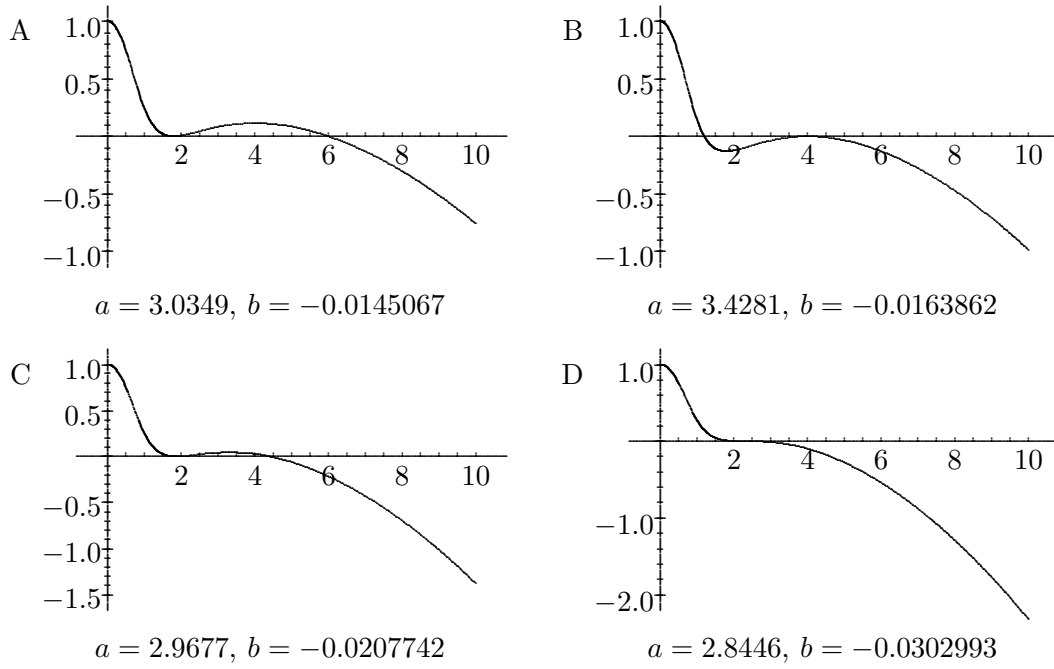 A
1.0
0.5
−0.5
−1.0
2 4 6 8 10
a = 3.0349, b = −0.0145067
B
1.0
0.5
−0.5
−1.0
2 4 6 8 10
a = 3.4281, b = −0.0163862
C
1.0
0.5
−0.5
−1.0
−1.5
2 4 6 8 10
a = 2.9677, b = −0.0207742
D
1.0
−1.0
−2.0
2 4 6 8 10
a = 2.8446, b = −0.0302993